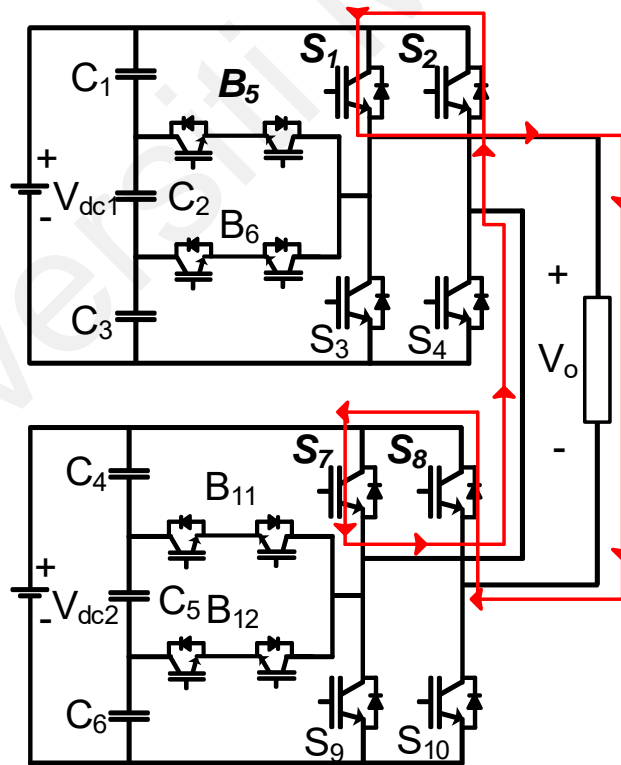 S1 S2
C1
B5
+
Vdc1
-
C2
B6
+
C3
S3 S4
Vo
-
S7 S8
C4
B11
+
Vdc2
-
C5
B12
C6
S9 S10